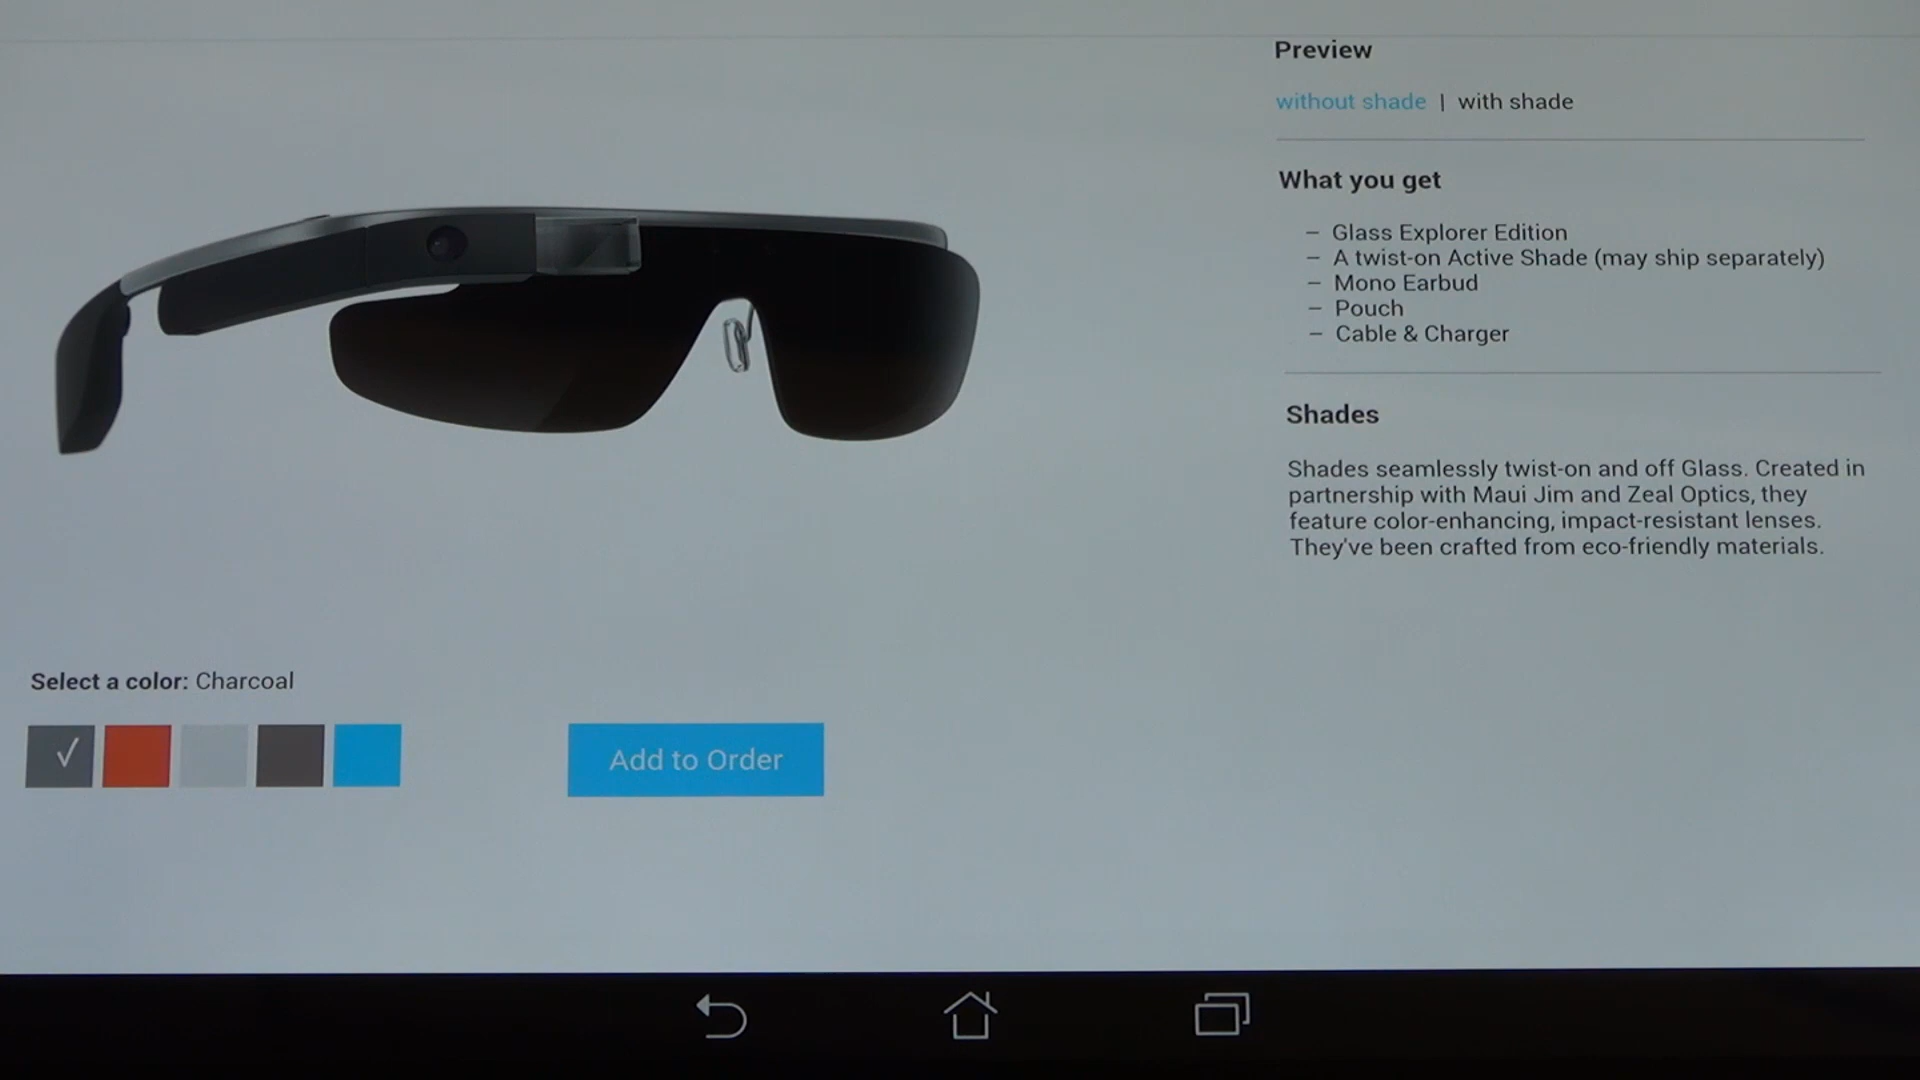 Preview
without shade | with shade
What you get
– Glass Explorer Edition
– A twist-on Active Shade (may ship separately)
– Mono Earbud
– Pouch
– Cable & Charger
Shades
Shades seamlessly twist-on and off Glass. Created in
partnership with Maui Jim and Zeal Optics, they
feature color-enhancing, impact-resistant lenses.
They've been crafted from eco-friendly materials.
Select a color: Charcoal
Add to Order